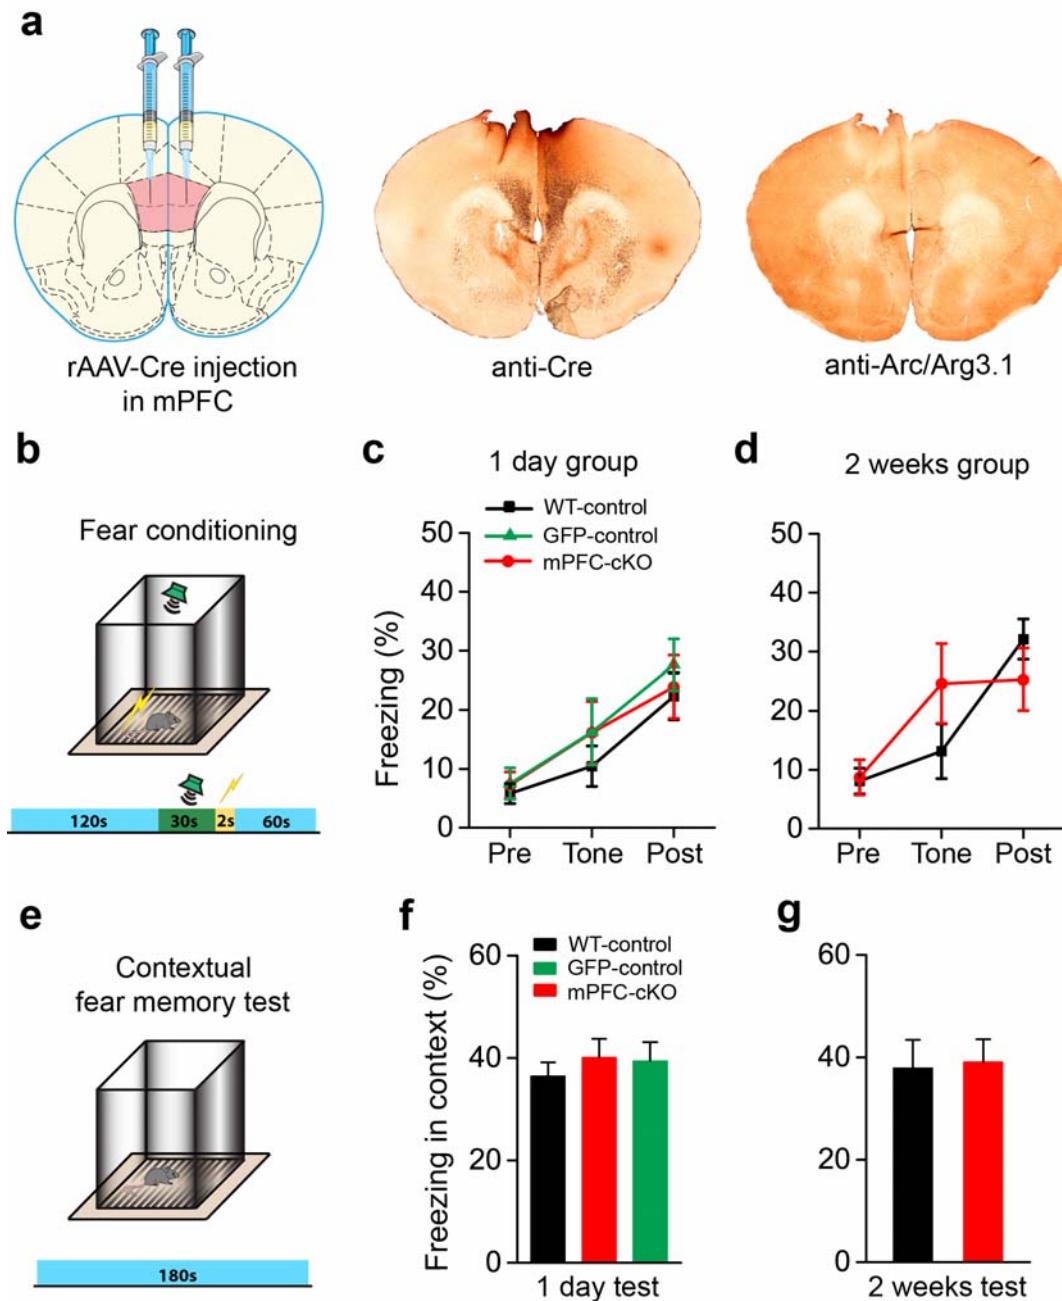 a
rAAV-Cre injection
in mPFC
anti-Cre
anti-Arc/Arg3.1
b
Fear conditioning
120s
30s
2s
60s
c
1 day group
WT-control
GFP-control
mPFC-cKO
Freezing (%)
50
40
30
20
10
0
Pre
Tone
Post
d
2 weeks group
50
40
30
20
10
0
Pre
Tone
Post
e
Contextual
fear memory test
180s
f
WT-control
GFP-control
mPFC-cKO
Freezing in context (%)
60
40
20
0
1 day test
g
60
40
20
0
2 weeks test